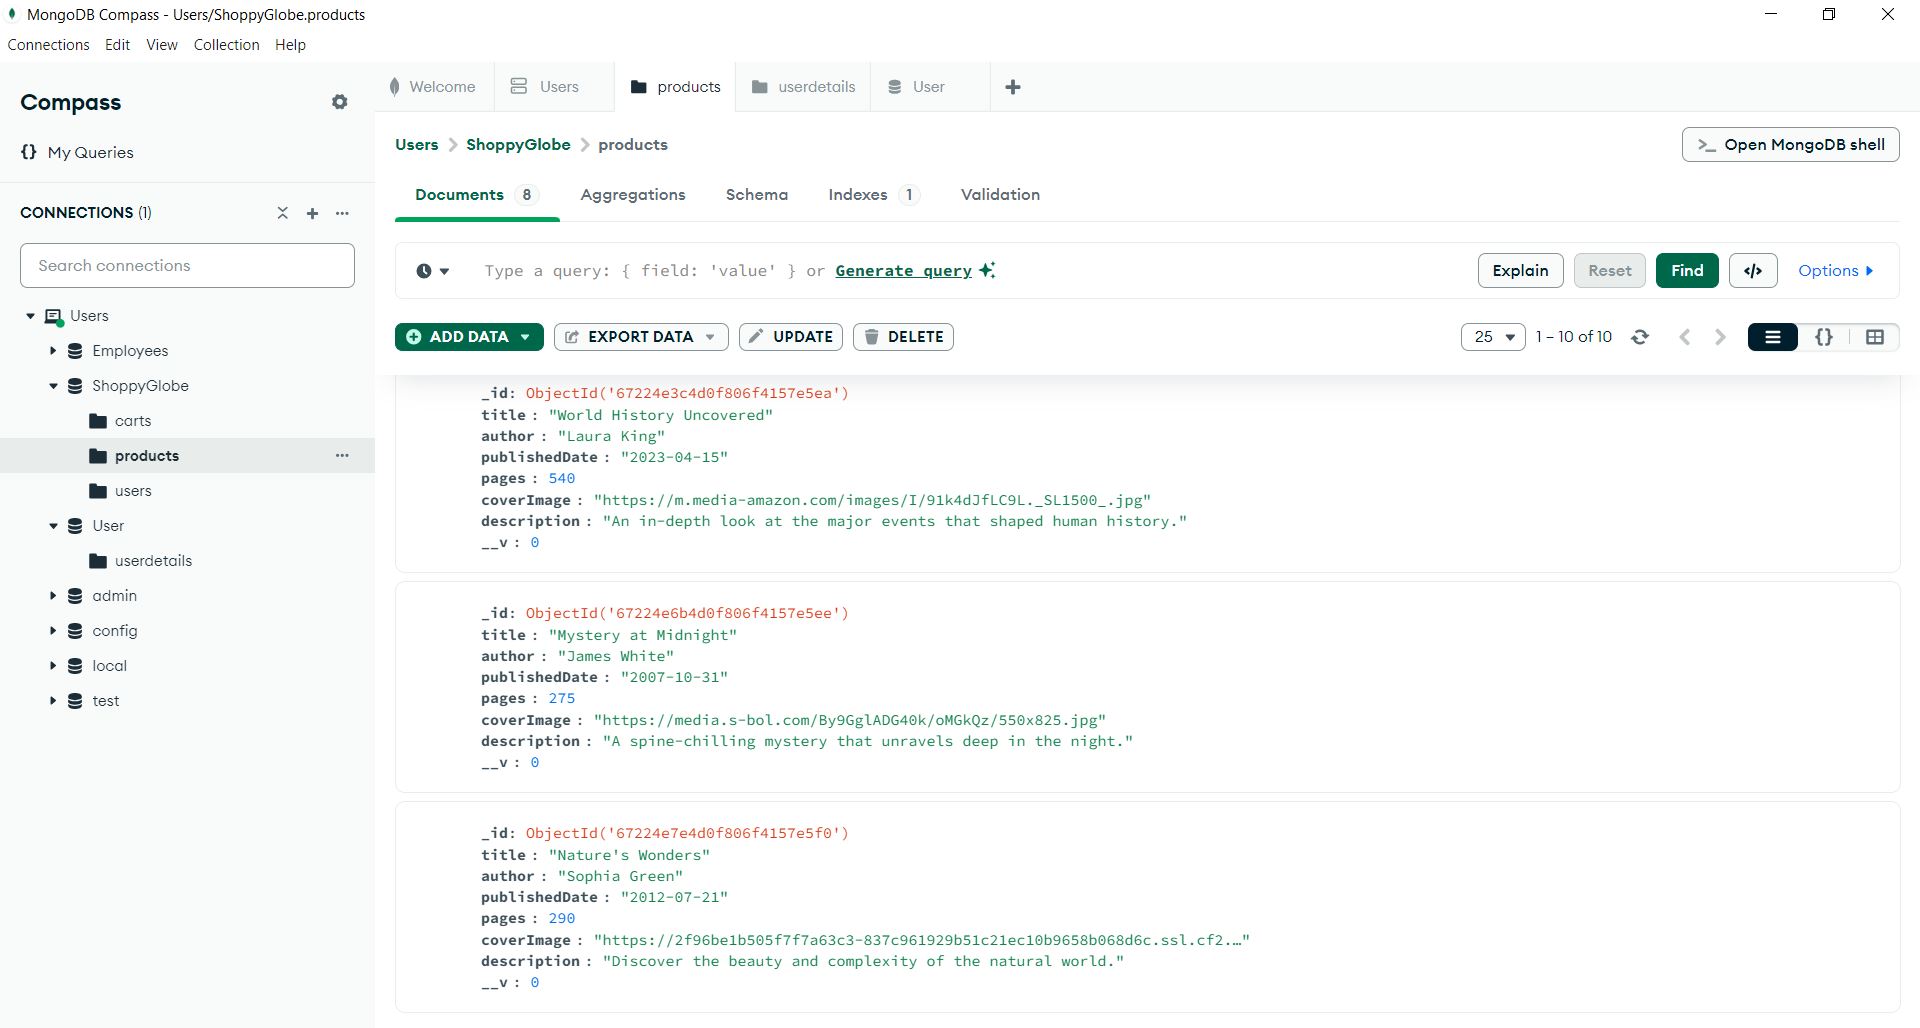 MongoDB Compass - Users/ShoppyGlobe.products
Connections Edit View Collection Help
Compass
My Queries
CONNECTIONS (1)
Search connections
Users
Employees
ShoppyGlobe
carts
products
users
User
userdetails
admin
config
local
test
Welcome Users products userdetails User
Users > ShoppyGlobe > products
>_ Open MongoDB shell
Documents 8 Aggregations Schema Indexes 1 Validation
Type a query: { field: 'value' } or Generate query
Explain Reset Find </> Options
ADD DATA EXPORT DATA UPDATE DELETE
25 1 – 10 of 10 {}
_id: ObjectId('67224e3c4d0f806f4157e5ea')
title : "World History Uncovered"
author : "Laura King"
publishedDate : "2023-04-15"
pages : 540
coverImage : "https://m.media-amazon.com/images/I/91k4dJfLC9L._SL1500_.jpg"
description : "An in-depth look at the major events that shaped human history."
__v : 0
_id: ObjectId('67224e6b4d0f806f4157e5ee')
title : "Mystery at Midnight"
author : "James White"
publishedDate : "2007-10-31"
pages : 275
coverImage : "https://media.s-bol.com/By9GglADG40k/oMGkQz/550x825.jpg"
description : "A spine-chilling mystery that unravels deep in the night."
__v : 0
_id: ObjectId('67224e7e4d0f806f4157e5f0')
title : "Nature's Wonders"
author : "Sophia Green"
publishedDate : "2012-07-21"
pages : 290
coverImage : "https://2f96be1b505f7f7a63c3-837c961929b51c21ec10b9658b068d6c.ssl.cf2.…"
description : "Discover the beauty and complexity of the natural world."
__v : 0